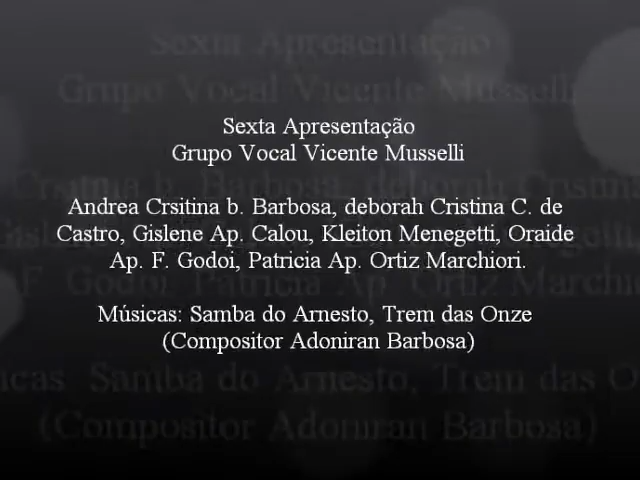 Sexta Apresentação
Grupo Vocal Vicente Musselli
Andrea Crsitina b. Barbosa, deborah Cristina C. de
Castro, Gislene Ap. Calou, Kleiton Menegetti, Oraide
Ap. F. Godoi, Patricia Ap. Ortiz Marchiori.
Músicas: Samba do Arnesto, Trem das Onze
(Compositor Adoniran Barbosa)